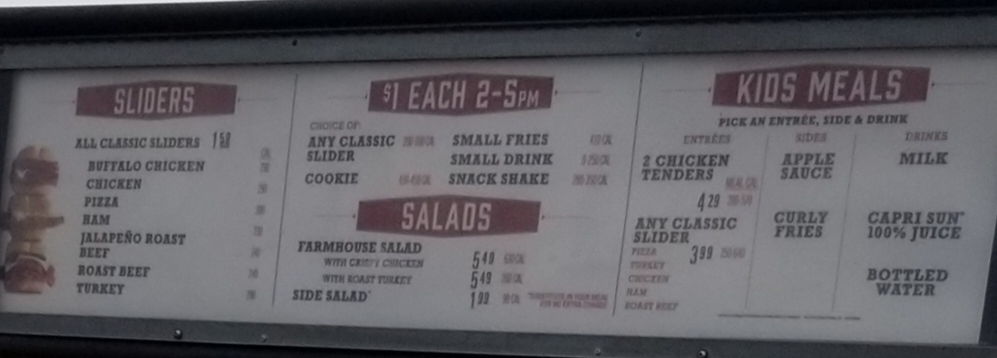 SLIDERS
ALL CLASSIC SLIDERS
BUFFALO CHICKEN
CHICKEN
PIZZA
HAM
JALAPEÑO ROAST
BEEF
ROAST BEEF
TURKEY
$1 EACH 2-5PM
CHOICE OF:
ANY CLASSIC
SLIDER
COOKIE
SMALL FRIES
SMALL DRINK
SNACK SHAKE
SALADS
FARMHOUSE SALAD
WITH CRISPY CHICKEN 5.49
WITH ROAST TURKEY 5.49
SIDE SALAD*
KIDS MEALS
PICK AN ENTRÉE, SIDE & DRINK
ENTRÉES
2 CHICKEN
TENDERS
MEAL CAL
4.29
ANY CLASSIC
SLIDER
3.99
PIZZA
TURKEY
CHICKEN
HAM
ROAST BEEF
SIDES
APPLE
SAUCE
CURLY
FRIES
DRINKS
MILK
CAPRI SUN
100% JUICE
BOTTLED
WATER